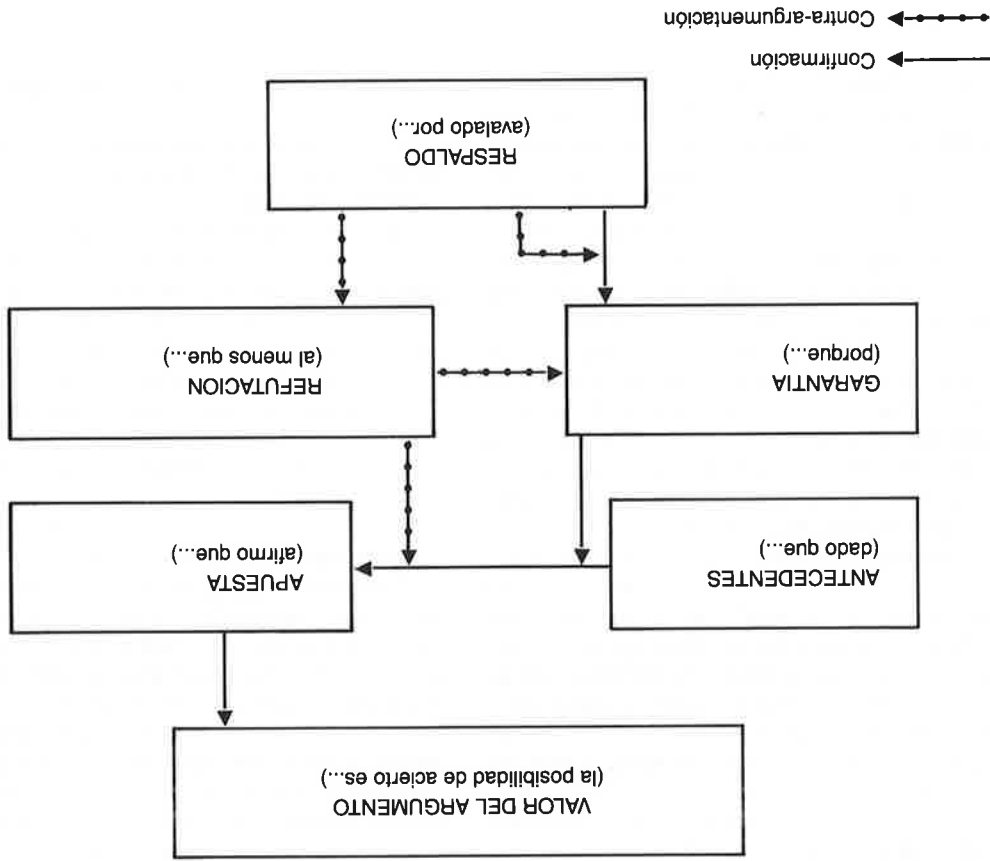 VALOR DEL ARGUMENTO
(la posibilidad de acierto es...)
ANTECEDENTES
(dado que...)
APUESTA
(afirmo que...)
GARANTIA
(porque...)
REFUTACION
(al menos que...)
RESPALDO
(avalado por...)
Confirmación
Contra-argumentación